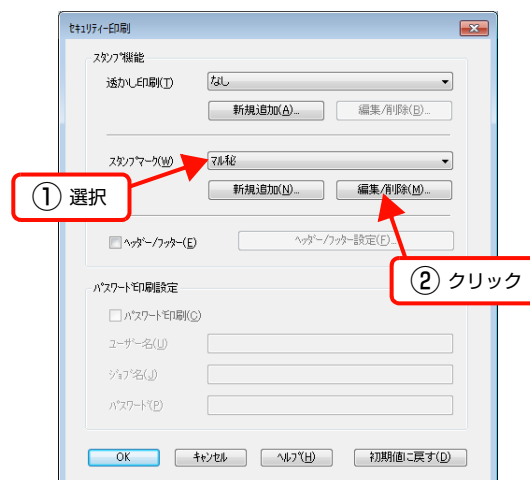 セキュリティー印刷
スタンプ機能
透かし印刷(T)
なし
新規追加(A)...
編集/削除(B)...
スタンプマーク(W)
マル秘
新規追加(N)...
編集/削除(M)...
① 選択
ヘッダー/フッター(E)
ヘッダー/フッター設定(F)...
② クリック
パスワード印刷設定
パスワード印刷(C)
ユーザー名(U)
ジョブ名(J)
パスワード(P)
OK
キャンセル
ヘルプ(H)
初期値に戻す(D)